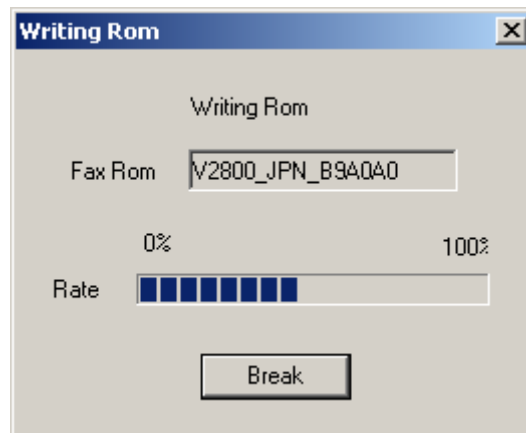 Writing Rom
Writing Rom
Fax Rom V2800_JPN_B9A0A0
0% 100%
Rate
Break